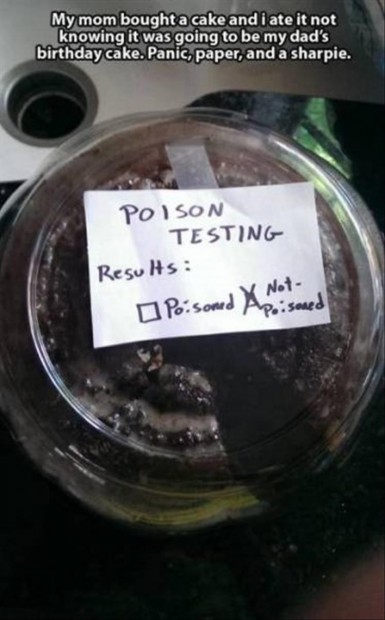 My mom bought a cake and i ate it not
knowing it was going to be my dad's
birthday cake. Panic, paper, and a sharpie.
POISON
TESTING
Results:
Poisoned Not-
Poisoned